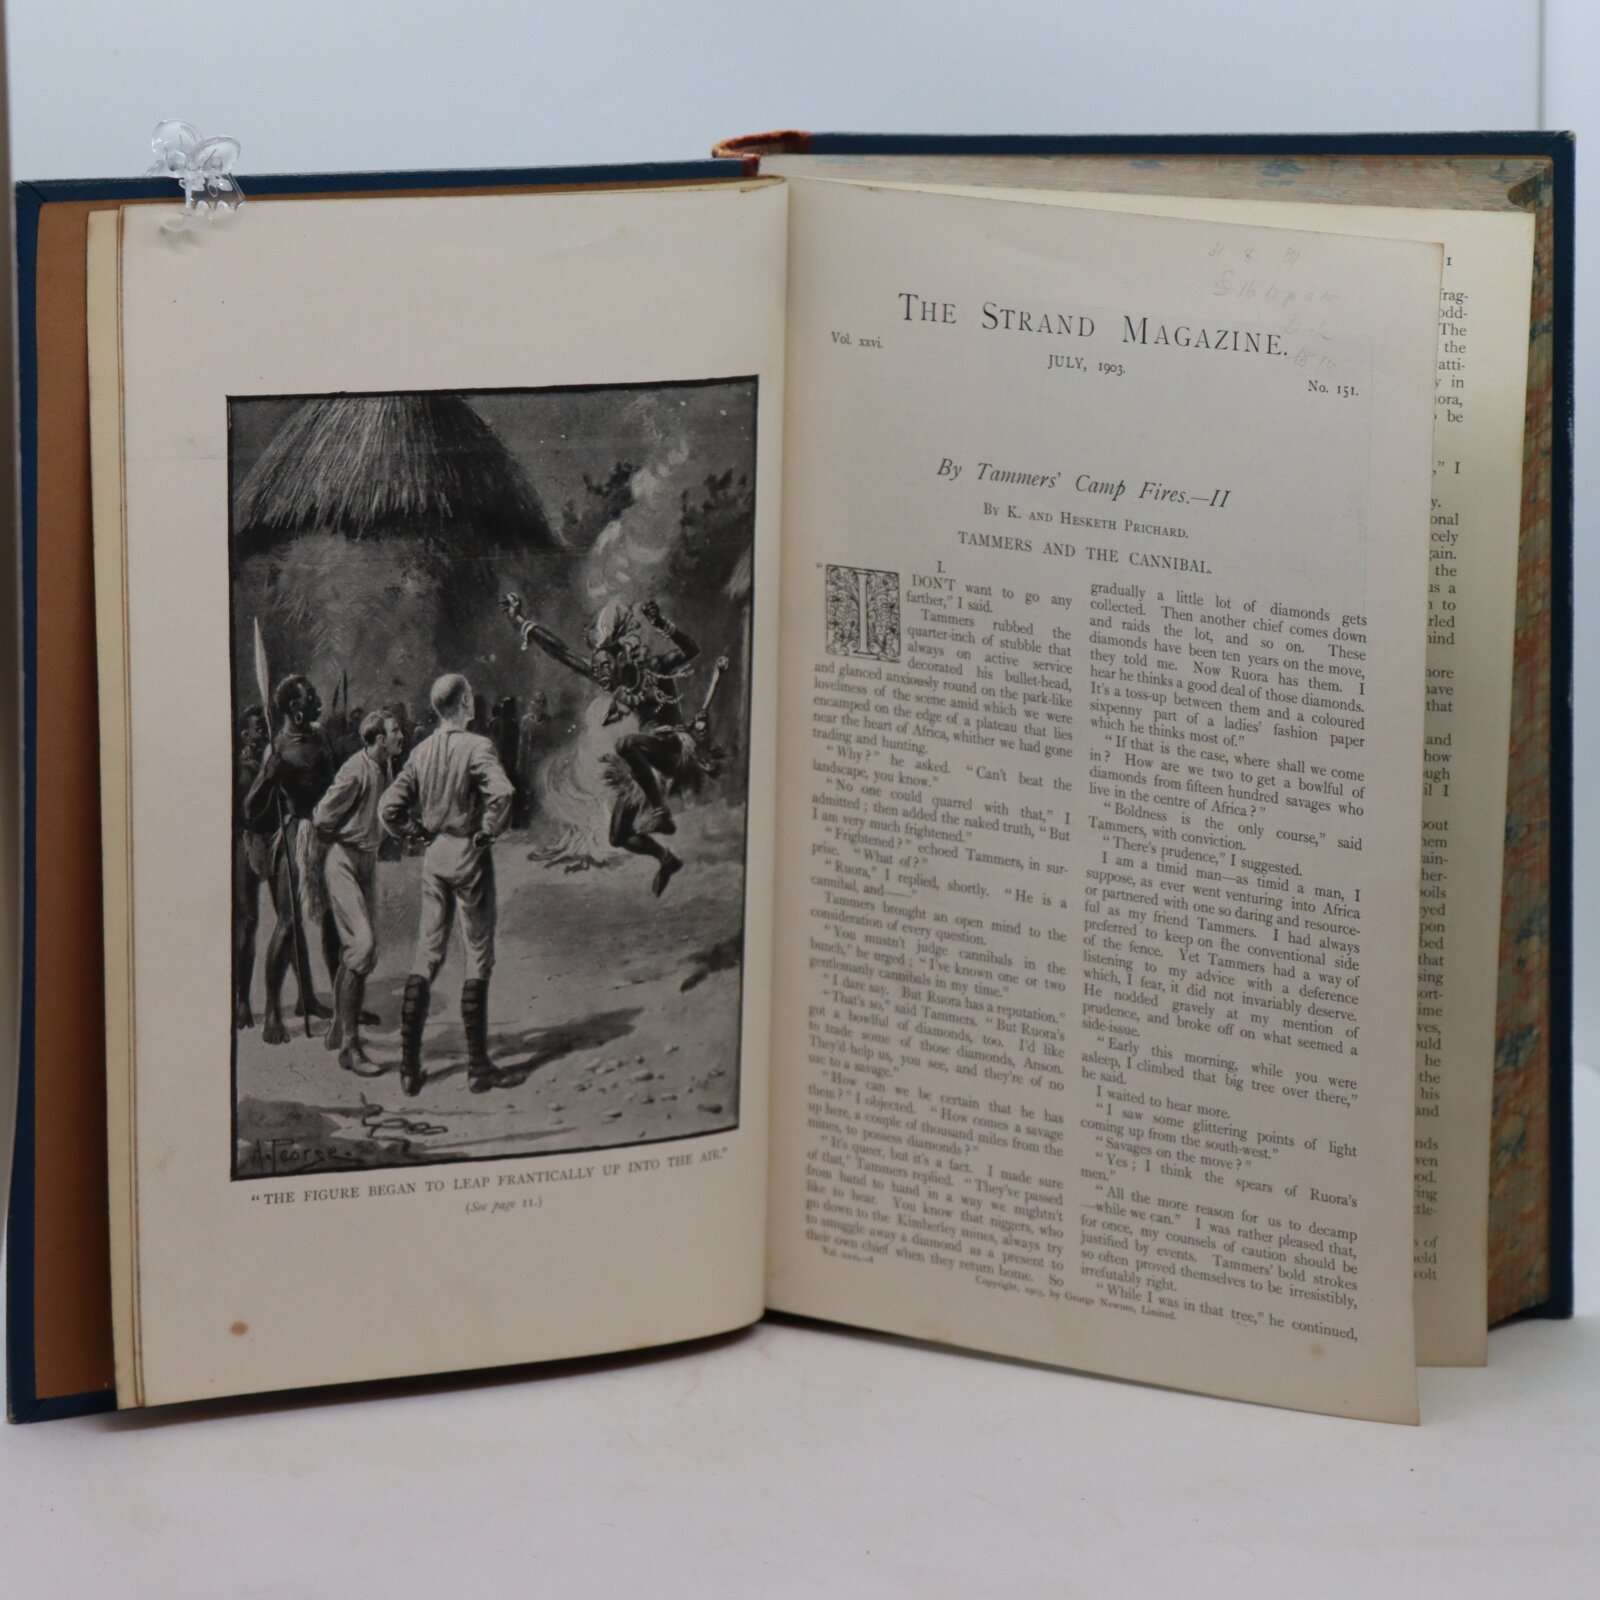 A. Pearse
"THE FIGURE BEGAN TO LEAP FRANTICALLY UP INTO THE AIR."
(See page 11.)
THE STRAND MAGAZINE.
Vol. xxvi.
JULY, 1903.
No. 151.
By Tammers' Camp Fires.—II
BY K. AND HESKETH PRICHARD.
TAMMERS AND THE CANNIBAL.
I.
"I DON'T want to go any
farther," I said.
Tammers rubbed the
quarter-inch of stubble that
always on active service
decorated his bullet-head,
and glanced anxiously round on the park-like
loveliness of the scene amid which we were
encamped on the edge of a plateau that lies
near the heart of Africa, whither we had gone
trading and hunting.
"Why?" he asked. "Can't beat the
landscape, you know."
"No one could quarrel with that," I
admitted; then added the naked truth, "But
I am very much frightened."
"Frightened?" echoed Tammers, in sur-
prise. "What of?"
"Ruora," I replied, shortly. "He is a
cannibal, and——"
Tammers brought an open mind to the
consideration of every question.
"You mustn't judge cannibals in the
bunch," he urged; "I've known one or two
gentlemanly cannibals in my time."
"I dare say. But Ruora has a reputation."
"That's so," said Tammers. "But Ruora's
got a bowlful of diamonds, too. I'd like
to trade some of those diamonds, Anson.
They'd help us, you see, and they're of no
use to a savage."
"How can we be certain that he has
them?" I objected. "How comes a savage
up here, a couple of thousand miles from the
mines, to possess diamonds?"
"It's queer, but it's a fact. I made sure
of that," Tammers replied. "They've passed
from hand to hand in a way we mightn't
like to hear. You know that niggers, who
go down to the Kimberley mines, always try
to smuggle away a diamond as a present to
their own chief when they return home. So
Vol. xxvi.—1
Copyright, 1903, by George Newnes, Limited.
gradually a little lot of diamonds gets
collected. Then another chief comes down
and raids the lot, and so on. These
diamonds have been ten years on the move,
they told me. Now Ruora has them. I
hear he thinks a good deal of those diamonds.
It's a toss-up between them and a coloured
sixpenny part of a ladies' fashion paper
which he thinks most of."
"If that is the case, where shall we come
in? How are we two to get a bowlful of
diamonds from fifteen hundred savages who
live in the centre of Africa?"
"Boldness is the only course," said
Tammers, with conviction.
"There's prudence," I suggested.
I am a timid man—as timid a man, I
suppose, as ever went venturing into Africa
or partnered with one so daring and resource-
ful as my friend Tammers. I had always
preferred to keep on the conventional side
of the fence. Yet Tammers had a way of
listening to my advice with a deference
which, I fear, it did not invariably deserve.
He nodded gravely at my mention of
prudence, and broke off on what seemed a
side-issue.
"Early this morning, while you were
asleep, I climbed that big tree over there,"
he said.
I waited to hear more.
"I saw some glittering points of light
coming up from the south-west."
"Savages on the move?"
"Yes; I think the spears of Ruora's
men."
"All the more reason for us to decamp
—while we can." I was rather pleased that,
for once, my counsels of caution should be
justified by events. Tammers' bold strokes
so often proved themselves to be irresistibly,
irrefutably right.
"While I was in that tree," he continued,